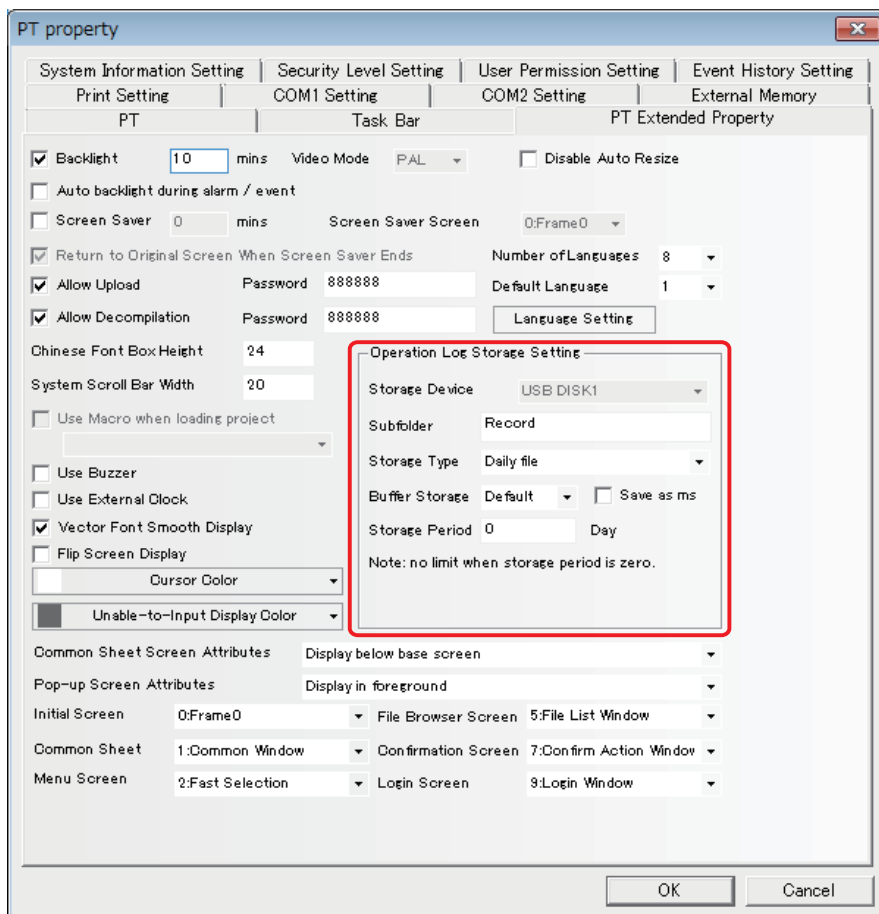 PT property
System Information Setting Security Level Setting User Permission Setting Event History Setting
Print Setting COM1 Setting COM2 Setting External Memory
PT Task Bar PT Extended Property
Backlight 10 mins Video Mode PAL Disable Auto Resize
Auto backlight during alarm / event
Screen Saver 0 mins Screen Saver Screen 0:Frame0
Return to Original Screen When Screen Saver Ends Number of Languages 8
Allow Upload Password 888888 Default Language 1
Allow Decompilation Password 888888 Language Setting
Chinese Font Box Height 24
System Scroll Bar Width 20
Use Macro when loading project
Use Buzzer
Use External Clock
Vector Font Smooth Display
Flip Screen Display
Cursor Color
Unable-to-Input Display Color
Operation Log Storage Setting
Storage Device USB DISK1
Subfolder Record
Storage Type Daily file
Buffer Storage Default Save as ms
Storage Period 0 Day
Note: no limit when storage period is zero.
Common Sheet Screen Attributes Display below base screen
Pop-up Screen Attributes Display in foreground
Initial Screen 0:Frame0 File Browser Screen 5:File List Window
Common Sheet 1:Common Window Confirmation Screen 7:Confirm Action Window
Menu Screen 2:Fast Selection Login Screen 9:Login Window
OK Cancel